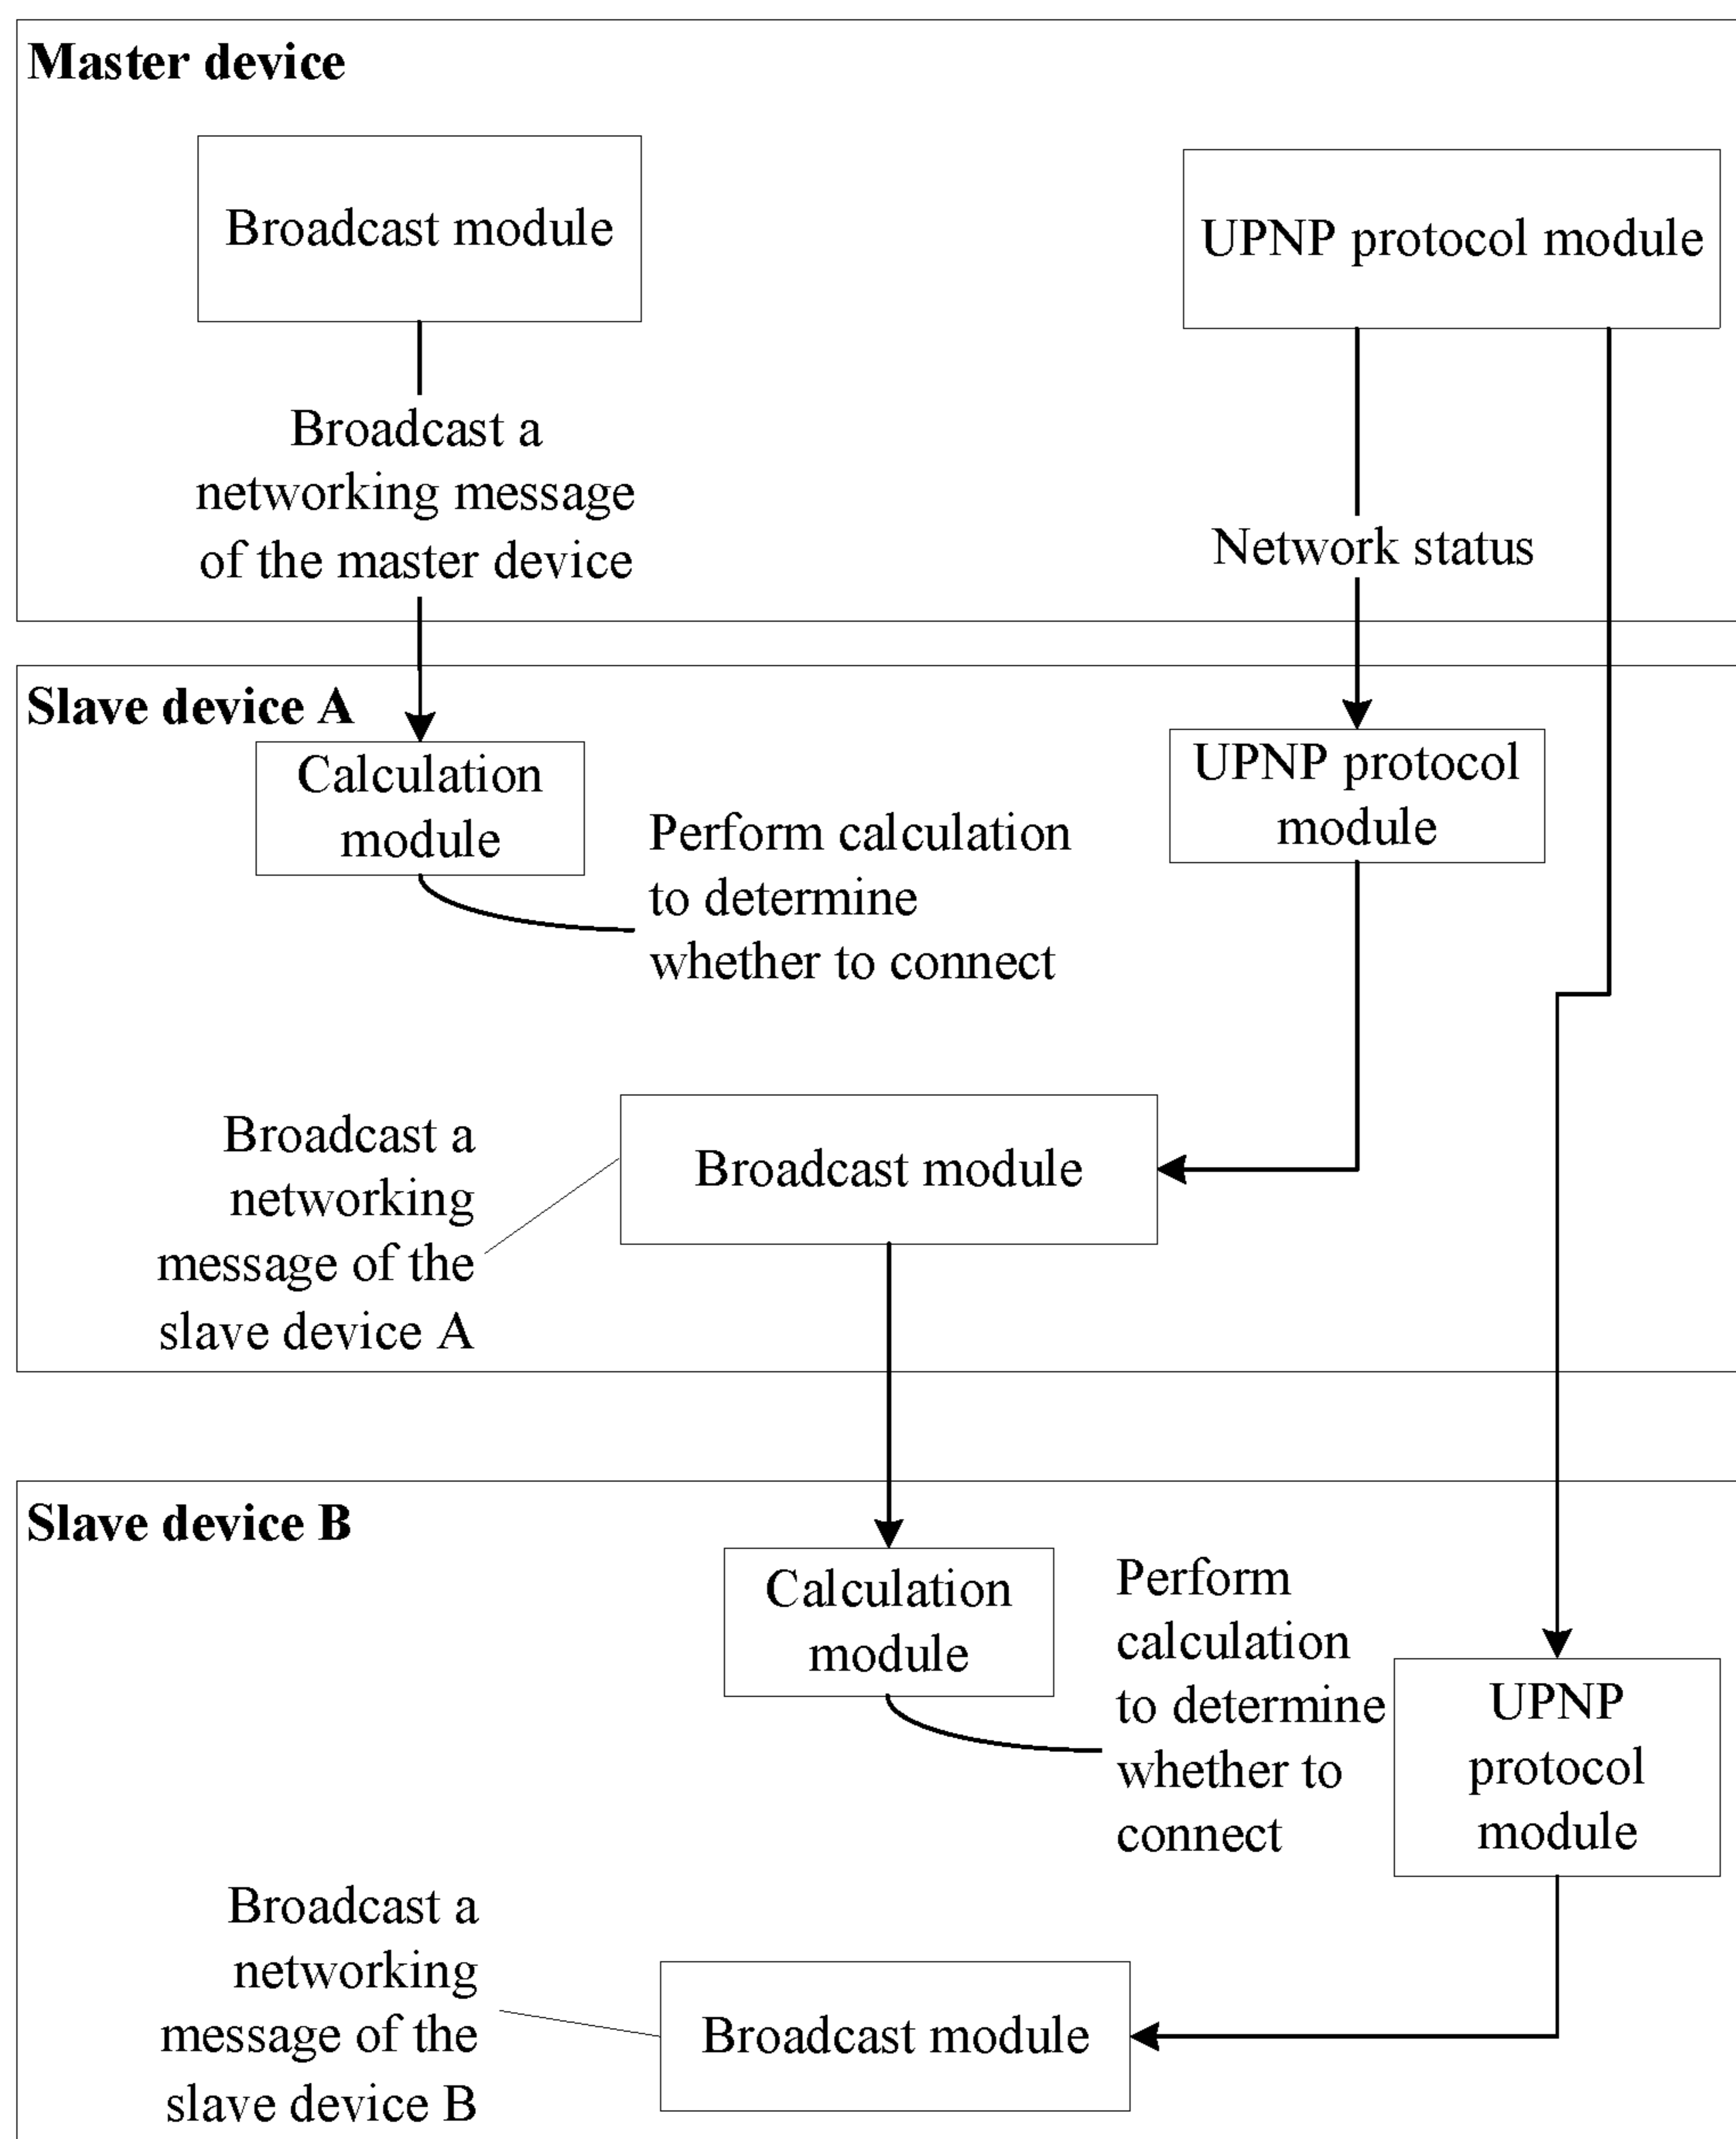 Master device
Broadcast module
UPNP protocol module
Broadcast a
networking message
of the master device
Network status
Slave device A
Calculation
module
UPNP protocol
module
Perform calculation
to determine
whether to connect
Broadcast a
networking
message of the
slave device A
Broadcast module
Slave device B
Calculation
module
Perform
calculation
to determine
whether to
connect
UPNP
protocol
module
Broadcast a
networking
message of the
slave device B
Broadcast module